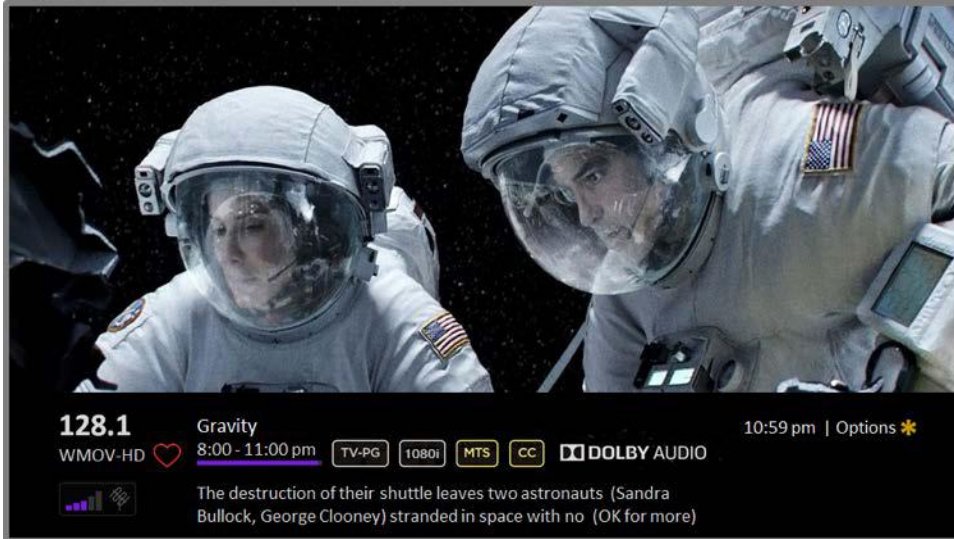 128.1
WMOV-HD
Gravity
8:00 - 11:00 pm
TV-PG
1080i
MTS
CC
DOLBY AUDIO
10:59 pm | Options
The destruction of their shuttle leaves two astronauts (Sandra
Bullock, George Clooney) stranded in space with no (OK for more)